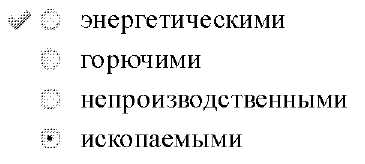 энергетическими
горючими
непроизводственными
ископаемыми